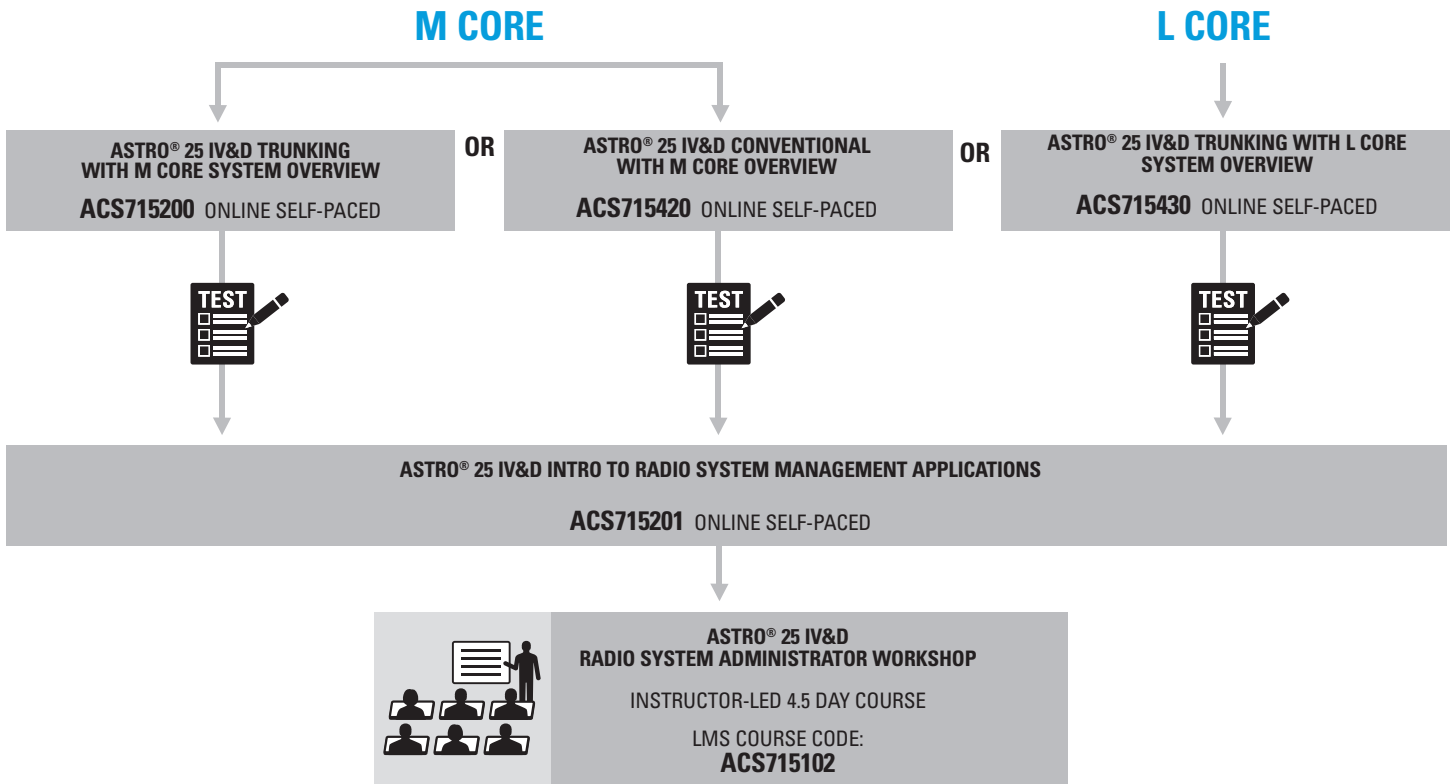 M CORE
L CORE
ASTRO® 25 IV&D TRUNKING
WITH M CORE SYSTEM OVERVIEW
ACS715200 ONLINE SELF-PACED
OR
ASTRO® 25 IV&D CONVENTIONAL
WITH M CORE OVERVIEW
ACS715420 ONLINE SELF-PACED
OR
ASTRO® 25 IV&D TRUNKING WITH L CORE
SYSTEM OVERVIEW
ACS715430 ONLINE SELF-PACED
TEST
TEST
TEST
ASTRO® 25 IV&D INTRO TO RADIO SYSTEM MANAGEMENT APPLICATIONS
ACS715201 ONLINE SELF-PACED
ASTRO® 25 IV&D
RADIO SYSTEM ADMINISTRATOR WORKSHOP
INSTRUCTOR-LED 4.5 DAY COURSE
LMS COURSE CODE:
ACS715102